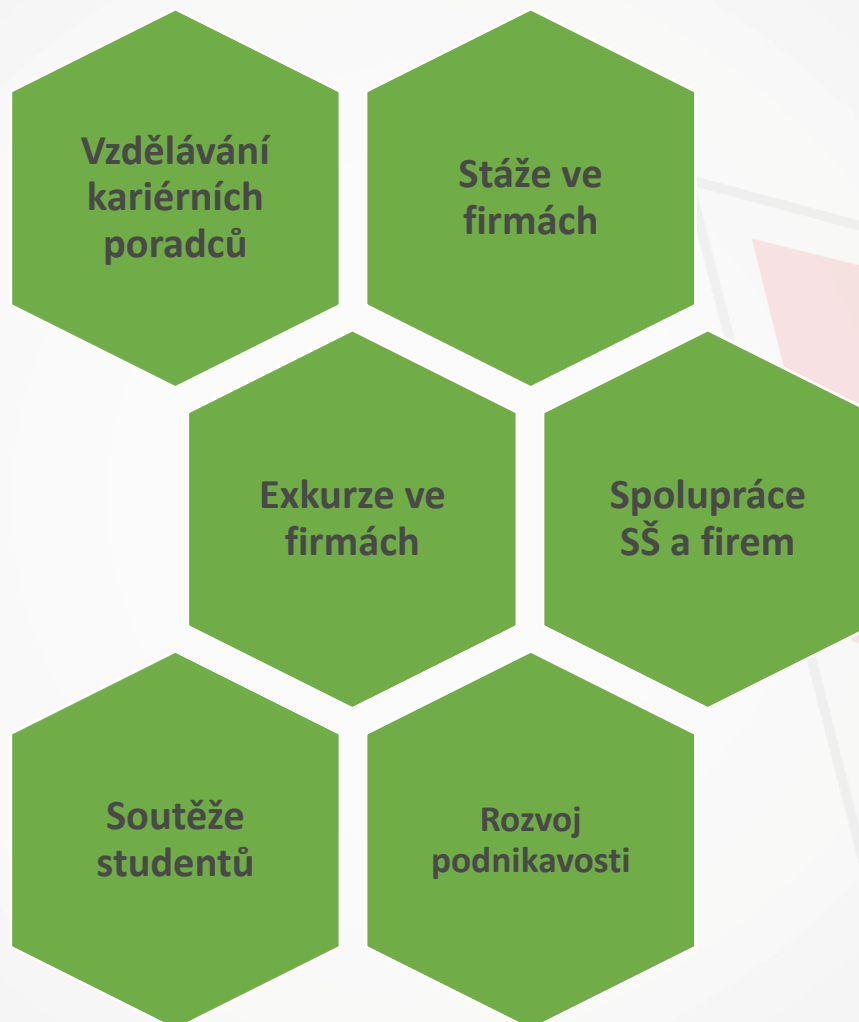 Vzdělávání
kariérních
poradců
Stáže ve
firmách
Exkurze ve
firmách
Spolupráce
SŠ a firem
Soutěže
studentů
Rozvoj
podnikavosti